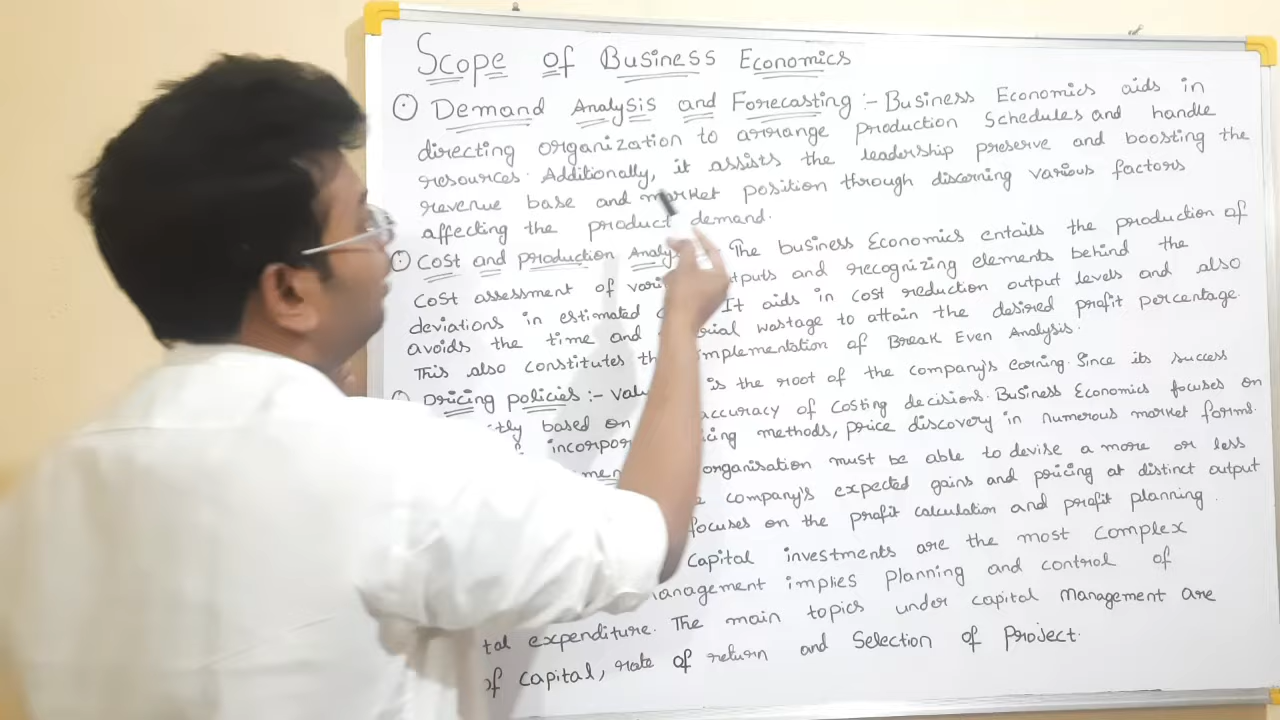 Scope of Business Economics
Demand Analysis and Forecasting :- Business Economics aids in
directing organization to arrange production schedules and handle
resources. Additionally, it assists the leadership preserve and boosting the
revenue base and market position through discerning various factors
affecting the product demand.
Cost and production The business Economics entails the production of
cost assessment of and recognizing elements behind the
deviations in estimated It aids in cost reduction output levels and also
avoids the time and wastage to attain the desired profit percentage.
This also constitutes implementation of Break Even Analysis.
Pricing policies :- is the root of the company's earning. Since its success
based on accuracy of costing decisions. Business Economics focuses on
methods, price discovery in numerous market forms.
organisation must be able to devise a more or less
company's expected gains and pricing at distinct output
focuses on the profit calculation and profit planning.
Capital investments are the most complex
implies planning and control of
expenditure. The main topics under capital Management are
of capital, rate of return and Selection of Project.